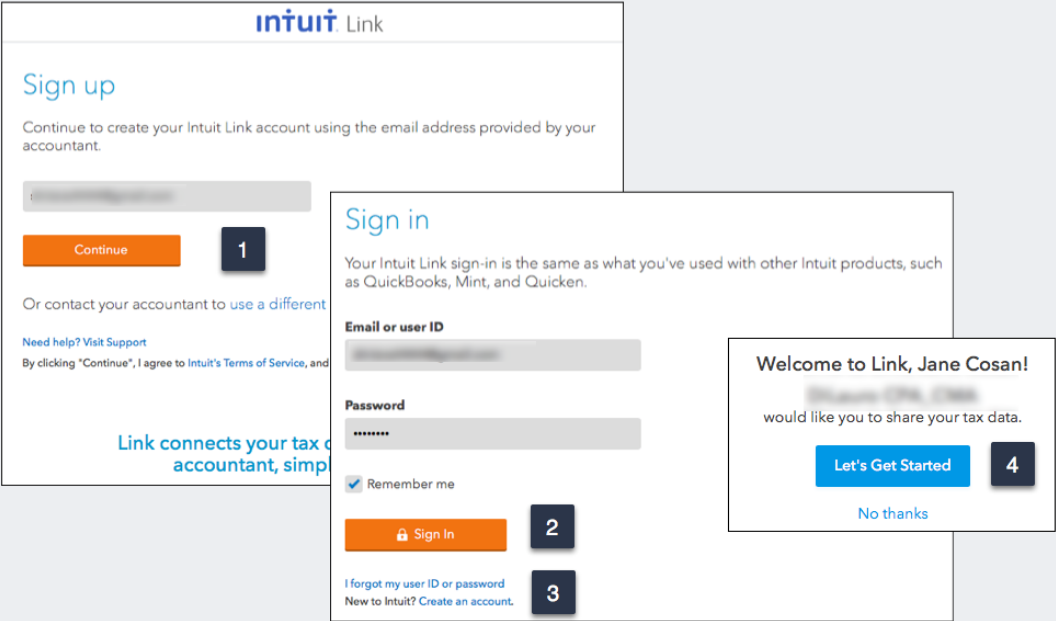 intuit Link
Sign up
Continue to create your Intuit Link account using the email address provided by your
accountant.
Continue
1
Or contact your accountant to use a different
Need help? Visit Support
By clicking "Continue", I agree to Intuit's Terms of Service, and
Link connects your tax
accountant,
Sign in
Your Intuit Link sign-in is the same as what you've used with other Intuit products, such
as QuickBooks, Mint, and Quicken.
Email or user ID
Password
••••••••
Remember me
Sign In
2
I forgot my user ID or password
New to Intuit? Create an account.
3
Welcome to Link, Jane Cosan!
would like you to share your tax data.
Let's Get Started
4
No thanks